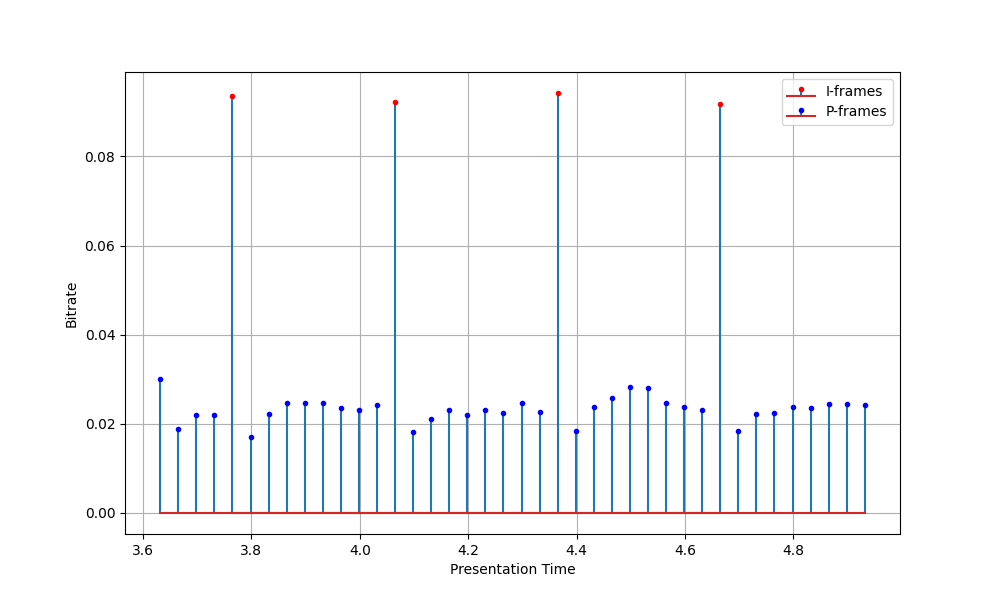 I-frames
P-frames
0.08
0.06
0.04
0.02
0.00
Bitrate
3.6 3.8 4.0 4.2 4.4 4.6 4.8
Presentation Time